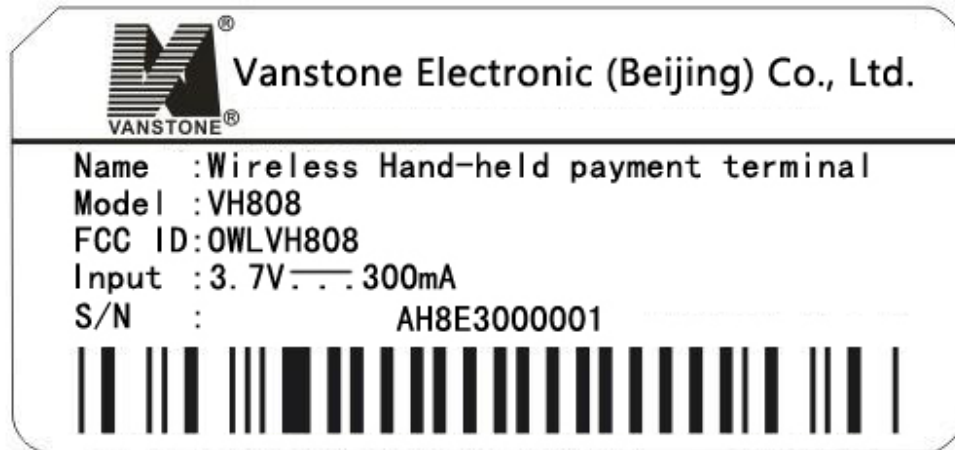 VANSTONE® ®
Vanstone Electronic (Beijing) Co., Ltd.
Name :Wireless Hand-held payment terminal
Model :VH808
FCC ID:OWLVH808
Input :3.7V⎓300mA
S/N : AH8E3000001